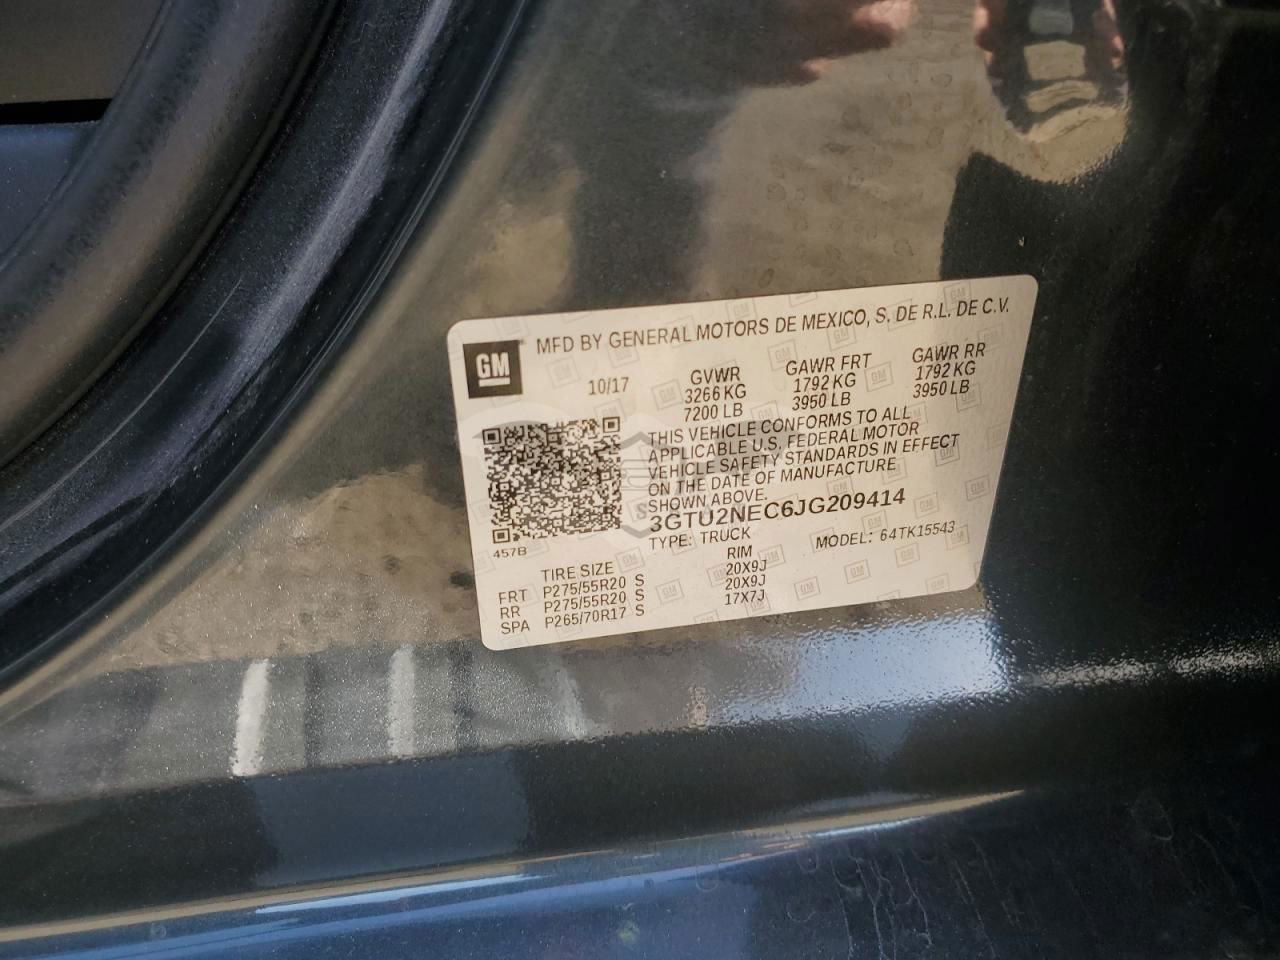 MFD BY GENERAL MOTORS DE MEXICO, S. DE R.L. DE C.V.
GM
10/17
GVWR GAWR FRT GAWR RR
3266 KG 1792 KG 1792 KG
7200 LB 3950 LB 3950 LB
THIS VEHICLE CONFORMS TO ALL
APPLICABLE U.S. FEDERAL MOTOR
VEHICLE SAFETY STANDARDS IN EFFECT
ON THE DATE OF MANUFACTURE
SHOWN ABOVE.
3GTU2NEC6JG209414
TYPE: TRUCK MODEL: 64TK15543
457B
TIRE SIZE RIM
FRT P275/55R20 S 20X9J
RR P275/55R20 S 20X9J
SPA P265/70R17 S 17X7J